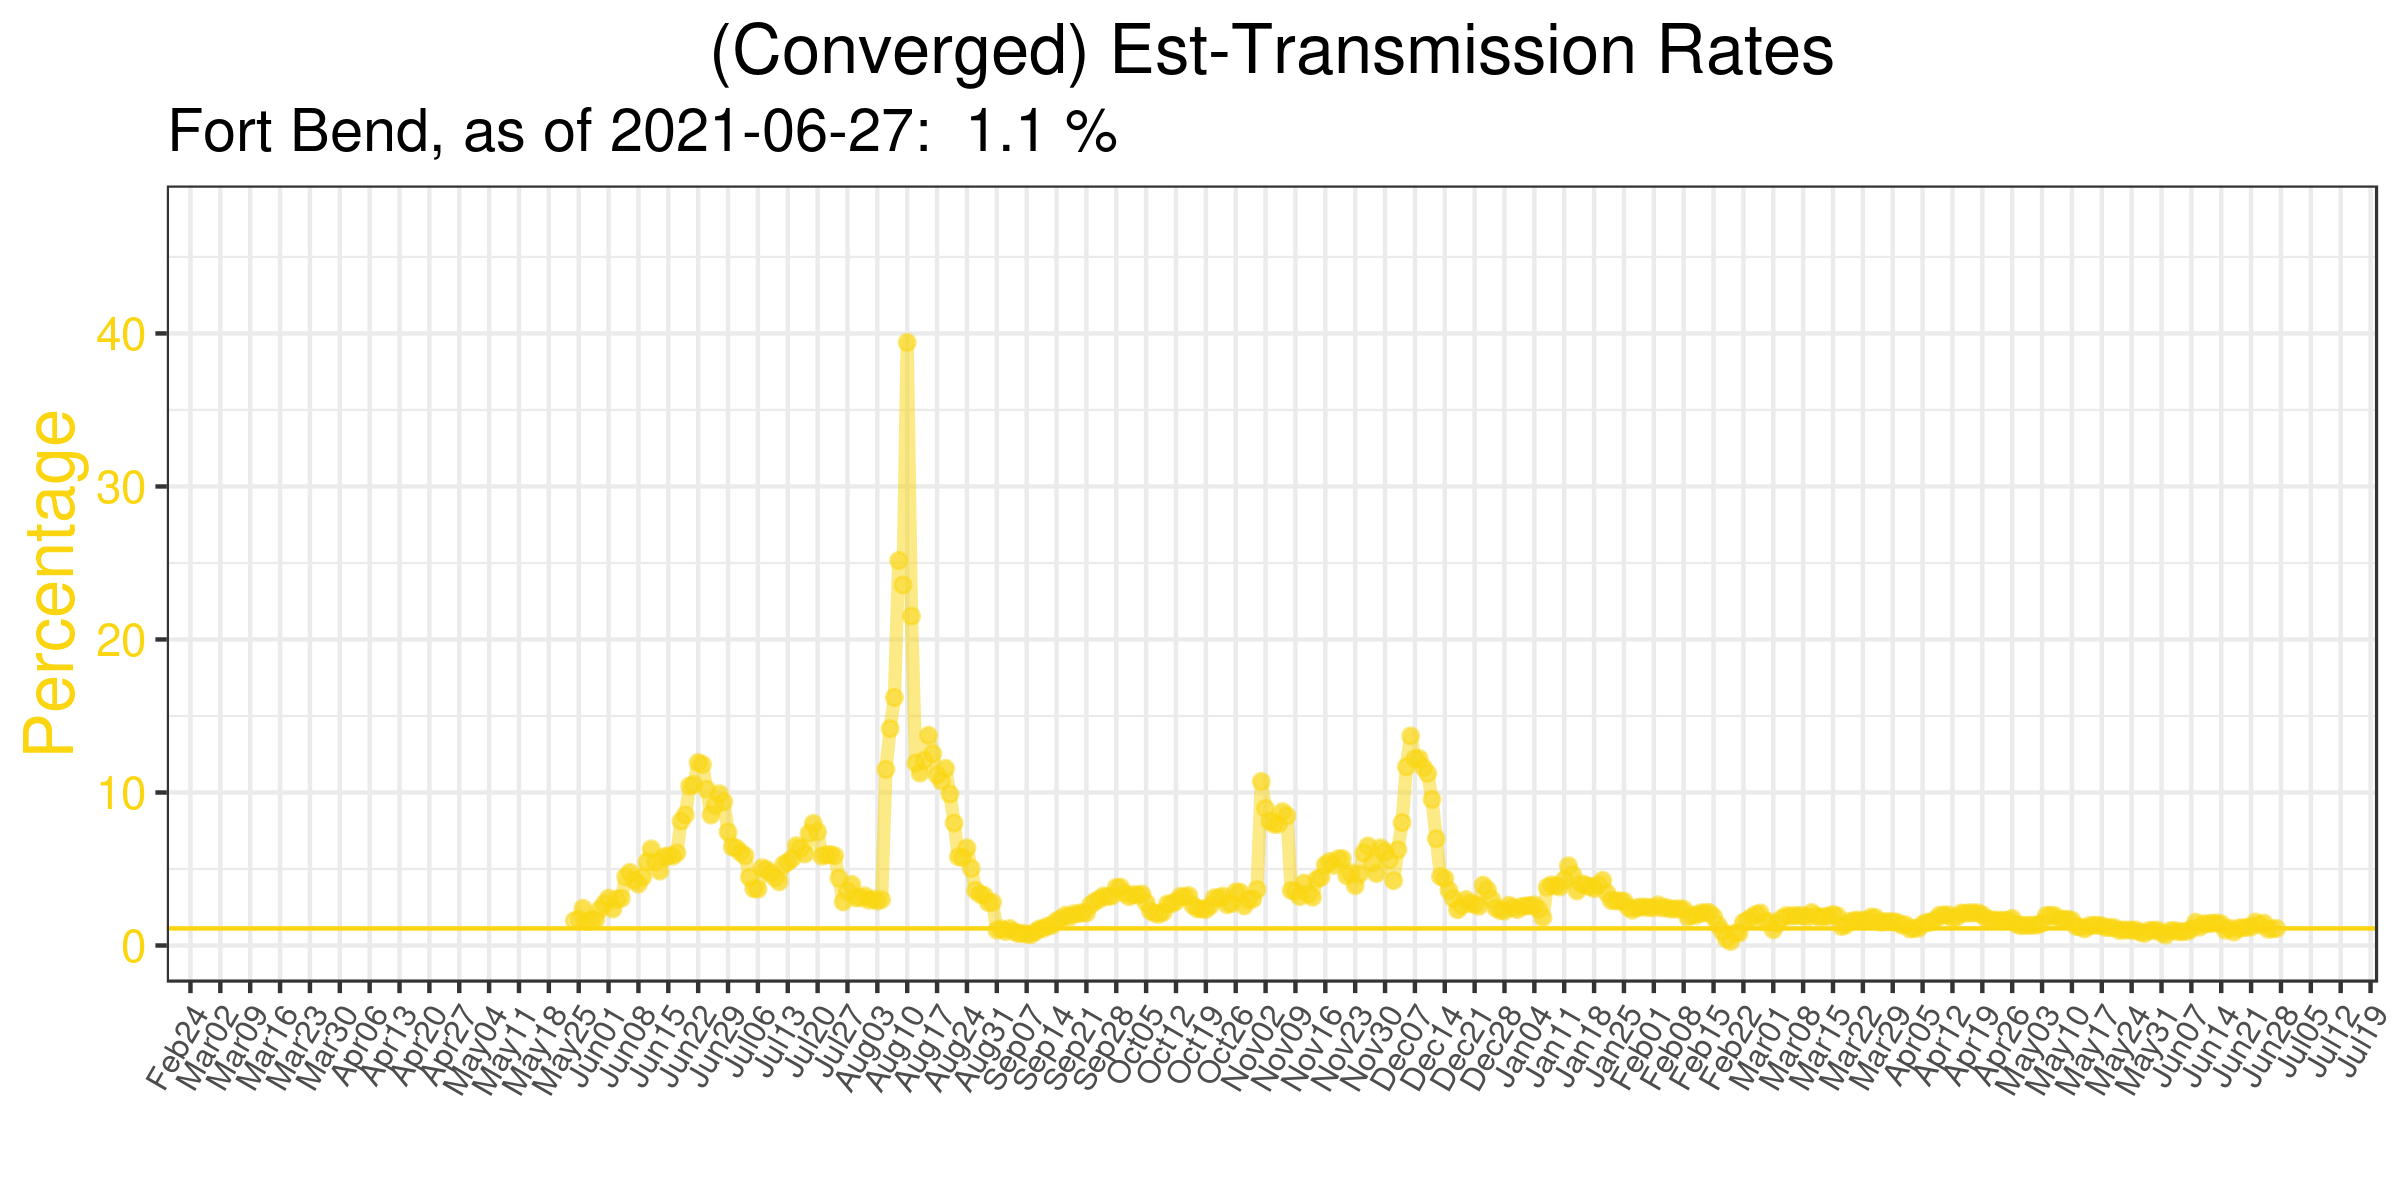 (Converged) Est-Transmission Rates
Fort Bend, as of 2021-06-27: 1.1 %
Percentage
40
30
20
10
0
Feb24
Mar02
Mar09
Mar16
Mar23
Mar30
Apr06
Apr13
Apr20
Apr27
May04
May11
May18
May25
Jun01
Jun08
Jun15
Jun22
Jun29
Jul06
Jul13
Jul20
Jul27
Aug03
Aug10
Aug17
Aug24
Aug31
Sep07
Sep14
Sep21
Sep28
Oct05
Oct12
Oct19
Oct26
Nov02
Nov09
Nov16
Nov23
Nov30
Dec07
Dec14
Dec21
Dec28
Jan04
Jan11
Jan18
Jan25
Feb01
Feb08
Feb15
Feb22
Mar01
Mar08
Mar15
Mar22
Mar29
Apr05
Apr12
Apr19
Apr26
May03
May10
May17
May24
May31
Jun07
Jun14
Jun21
Jun28
Jul05
Jul12
Jul19